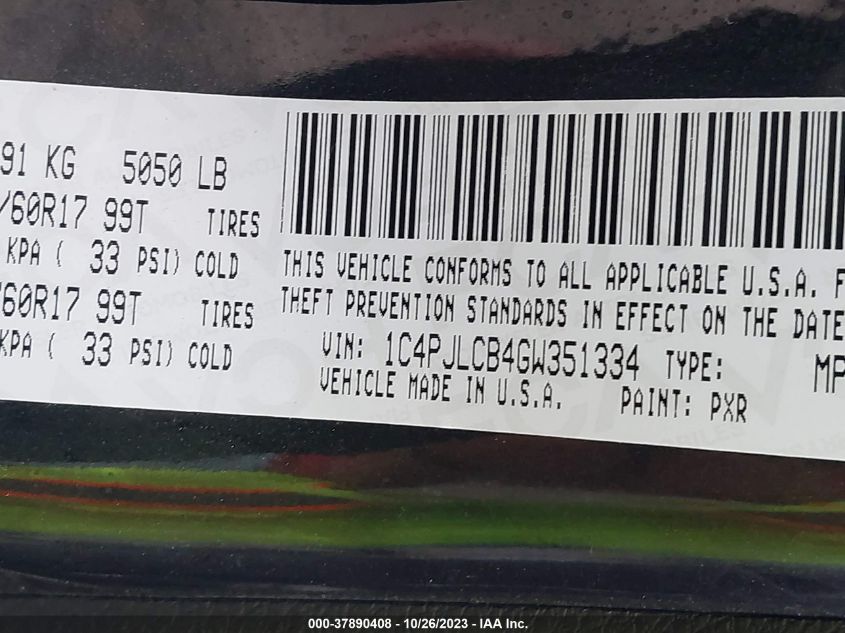 91 KG 5050 LB
/60R17 99T TIRES
KPA ( 33 PSI) COLD
/60R17 99T TIRES
KPA ( 33 PSI) COLD
THIS VEHICLE CONFORMS TO ALL APPLICABLE U.S.A. F
THEFT PREVENTION STANDARDS IN EFFECT ON THE DATE
VIN: 1C4PJLCB4GW351334 TYPE: MP
VEHICLE MADE IN U.S.A. PAINT: PXR
000-37890408 - 10/26/2023 - IAA Inc.